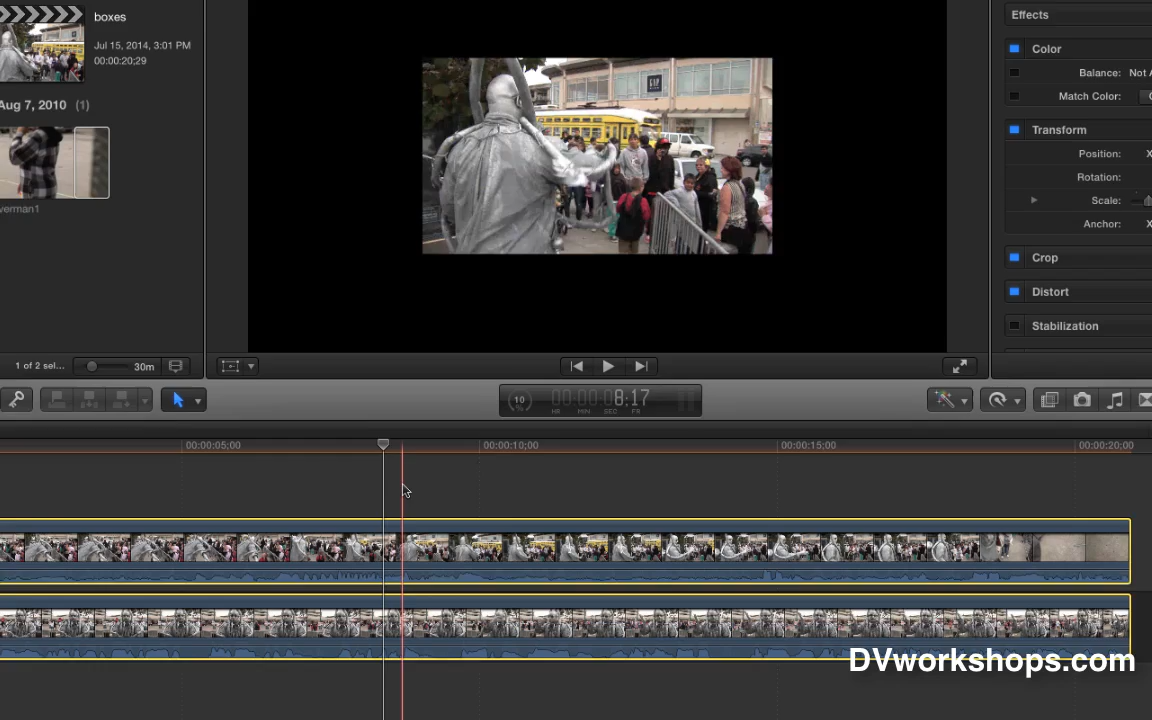 boxes
Jul 15, 2014, 3:01 PM
00:00:20;29
Aug 7, 2010 (1)
verman1
GAP
Effects
Color
Balance: Not A
Match Color: C
Transform
Position: X
Rotation:
Scale:
Anchor: X
Crop
Distort
Stabilization
1 of 2 sel...
30m
10
%
00:00:08:17
HR MIN SEC FR
00:00:05;00
00:00:10;00
00:00:15;00
00:00:20;00
DVworkshops.com